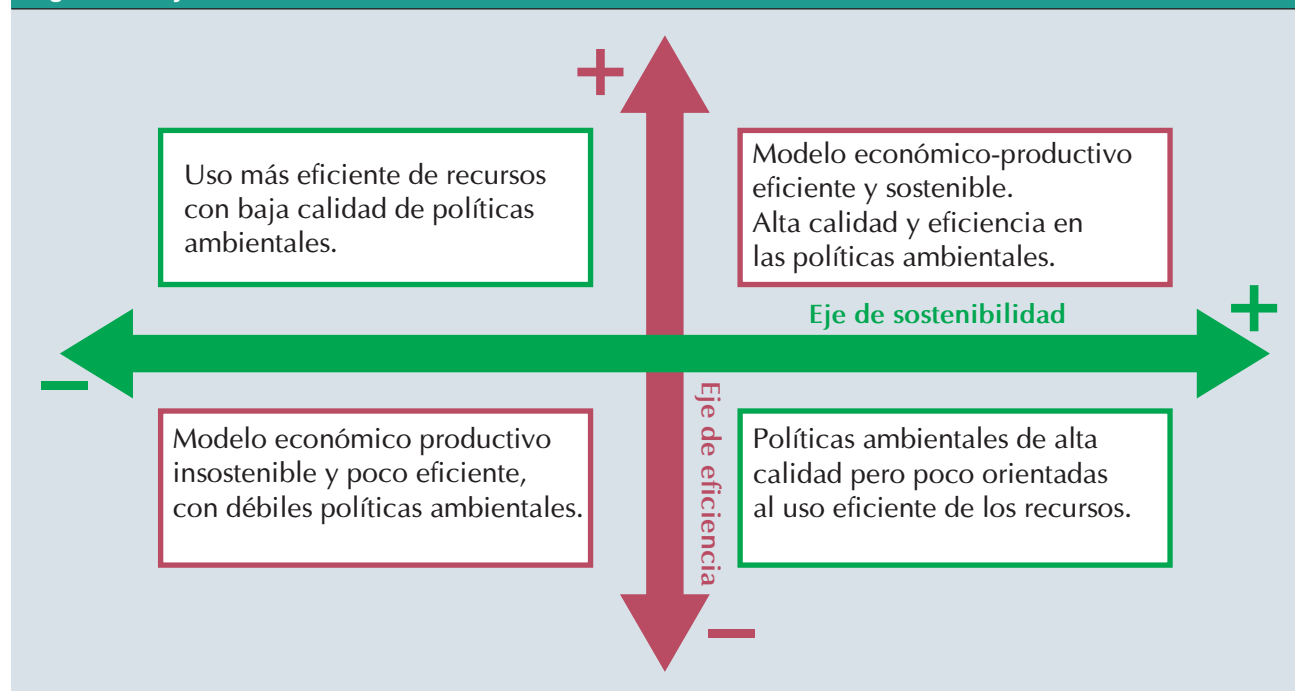 +
Uso más eficiente de recursos
con baja calidad de políticas
ambientales.
Modelo económico-productivo
eficiente y sostenible.
Alta calidad y eficiencia en
las políticas ambientales.
Eje de sostenibilidad
+
−
Eje de eficiencia
Modelo económico productivo
insostenible y poco eficiente,
con débiles políticas ambientales.
Políticas ambientales de alta
calidad pero poco orientadas
al uso eficiente de los recursos.
−